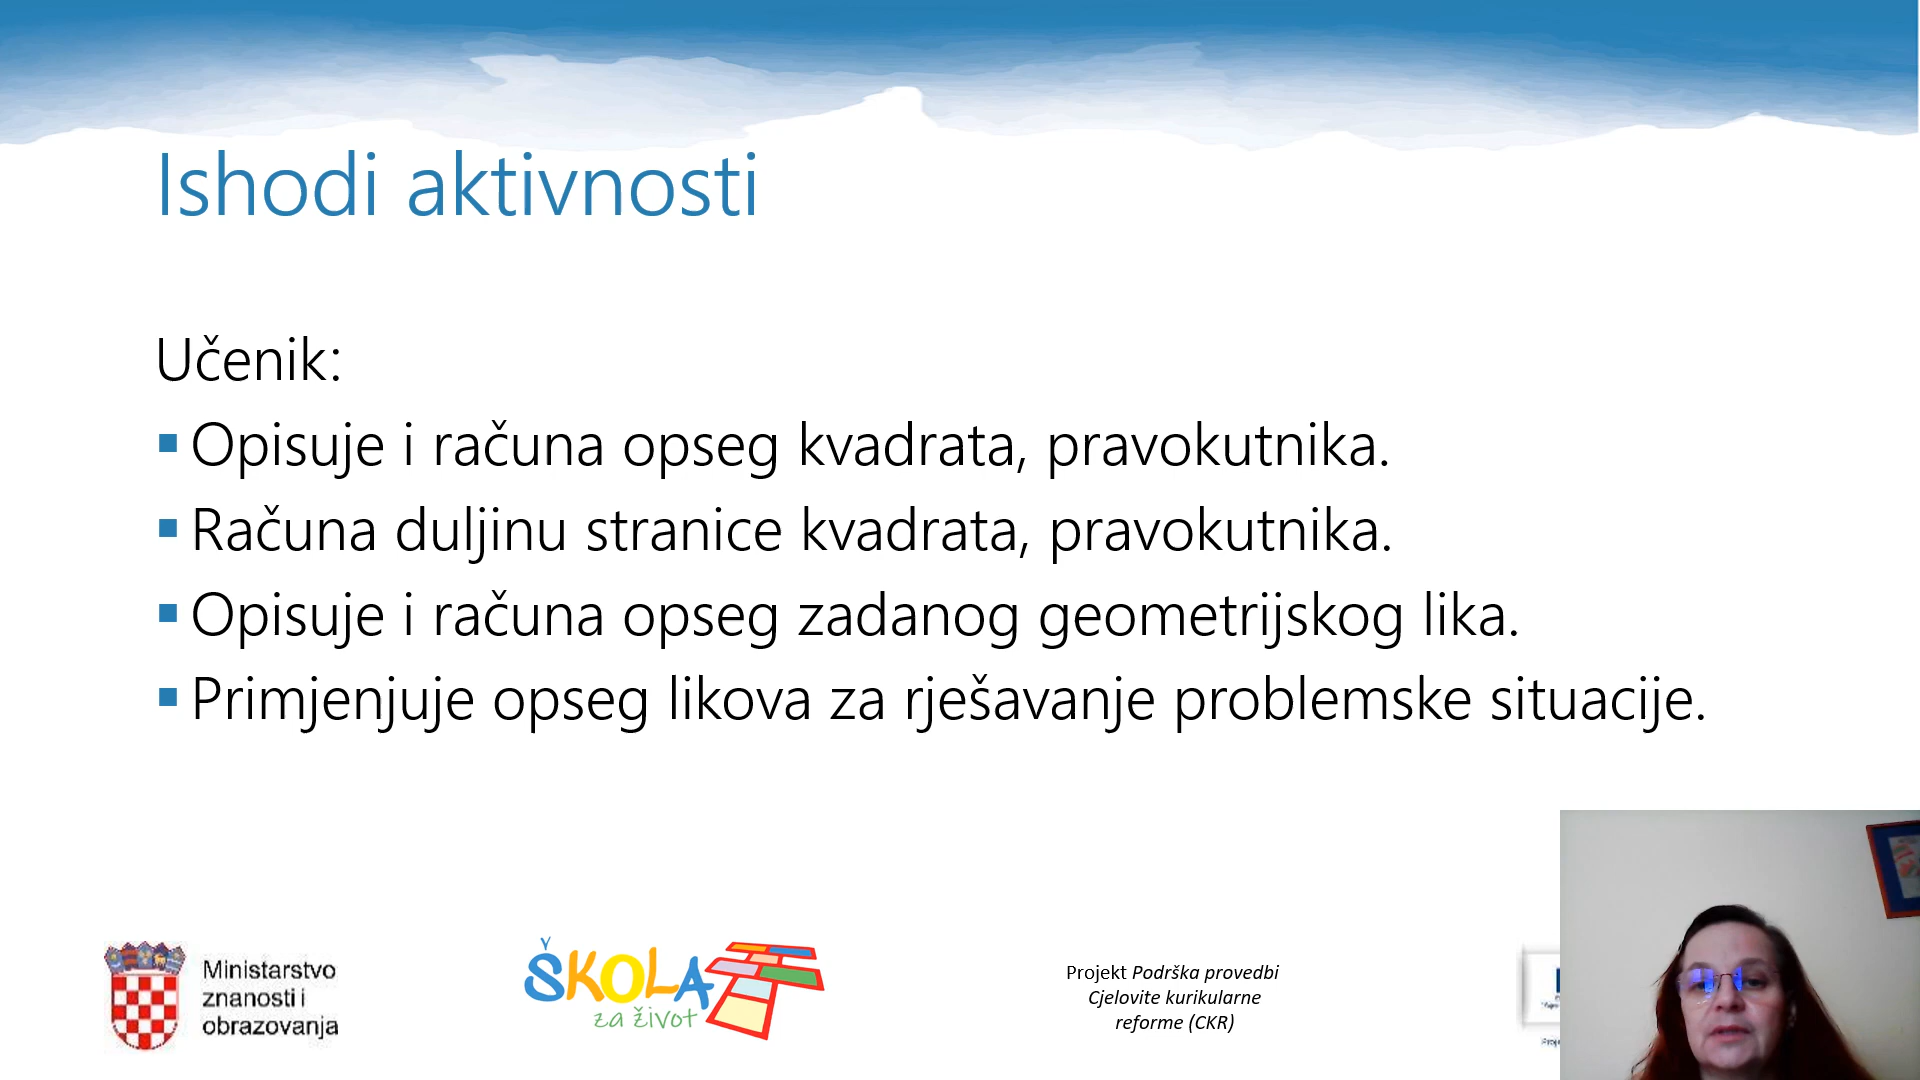 Ishodi aktivnosti
Učenik:
Opisuje i računa opseg kvadrata, pravokutnika.
Računa duljinu stranice kvadrata, pravokutnika.
Opisuje i računa opseg zadanog geometrijskog lika.
Primjenjuje opseg likova za rješavanje problemske situacije.
Ministarstvo
znanosti i
obrazovanja
ŠKOLA
za život
Projekt Podrška provedbi
Cjelovite kurikularne
reforme (CKR)